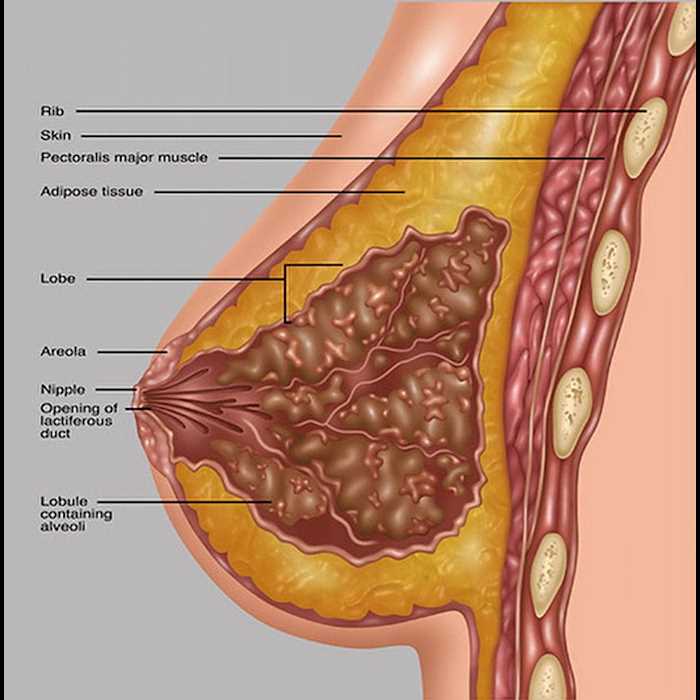 Rib
Skin
Pectoralis major muscle
Adipose tissue
Lobe
Areola
Nipple
Opening of
lactiferous
duct
Lobule
containing
alveoli